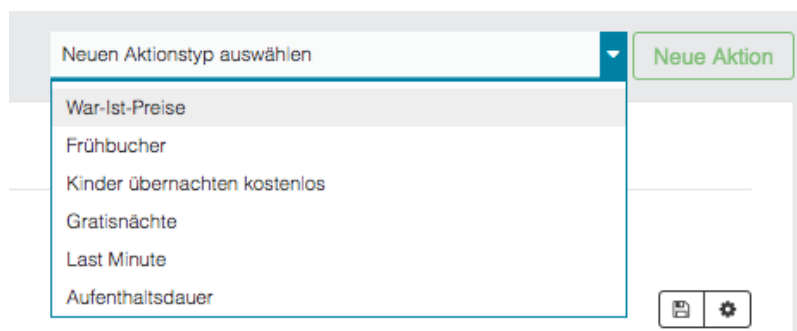 Neuen Aktionstyp auswählen
Neue Aktion
War-Ist-Preise
Frühbucher
Kinder übernachten kostenlos
Gratisnächte
Last Minute
Aufenthaltsdauer